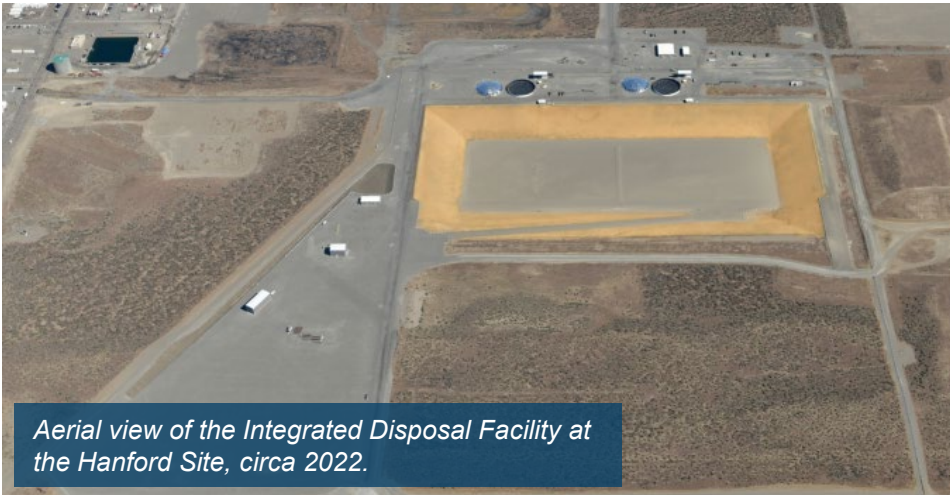 Aerial view of the Integrated Disposal Facility at
the Hanford Site, circa 2022.